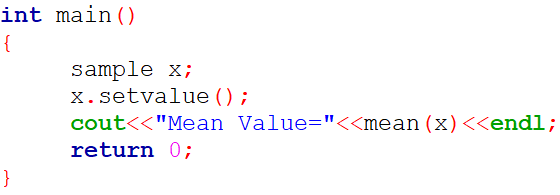 int main()
{
sample x;
x.setvalue();
cout<<"Mean Value="<<mean(x)<<endl;
return 0;
}